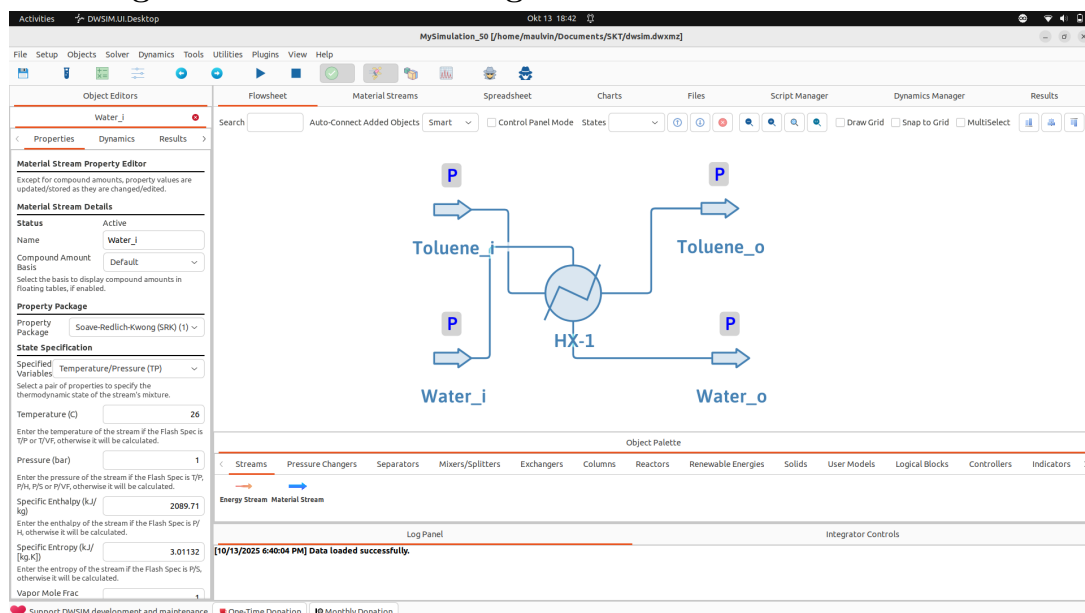 Activities DWSIM.UI.Desktop Okt 13 18:42
MySimulation_50 [/home/maulvin/Documents/SKT/dwsim.dwxmz]
File Setup Objects Solver Dynamics Tools Utilities Plugins View Help
Object Editors
Water_i
Properties Dynamics Results
Material Stream Property Editor
Except for compound amounts, property values are
updated/stored as they are changed/edited.
Material Stream Details
Status Active
Name Water_i
Compound Amount
Basis Default
Select the basis to display compound amounts in
floating tables, if enabled.
Property Package
Property
Package Soave-Redlich-Kwong (SRK) (1)
State Specification
Specified
Variables Temperature/Pressure (TP)
Select a pair of properties to specify the
thermodynamic state of the stream's mixture.
Temperature (C) 26
Enter the temperature of the stream if the Flash Spec is
T/P or T/VF, otherwise it will be calculated.
Pressure (bar) 1
Enter the pressure of the stream if the Flash Spec is T/P,
P/H, P/S or P/VF, otherwise it will be calculated.
Specific Enthalpy (kJ/
kg) 2089.71
Enter the enthalpy of the stream if the Flash Spec is P/
H, otherwise it will be calculated.
Specific Entropy (kJ/
[kg.K]) 3.01132
Enter the entropy of the stream if the Flash Spec is P/S,
otherwise it will be calculated.
Vapor Mole Frac 1
Flowsheet Material Streams Spreadsheet Charts Files Script Manager Dynamics Manager Results
Search Auto-Connect Added Objects Smart Control Panel Mode States Draw Grid Snap to Grid MultiSelect
P P
Toluene_i Toluene_o
P P
HX-1
Water_i Water_o
Object Palette
Streams Pressure Changers Separators Mixers/Splitters Exchangers Columns Reactors Renewable Energies Solids User Models Logical Blocks Controllers Indicators
Energy Stream Material Stream
Log Panel Integrator Controls
[10/13/2025 6:40:04 PM] Data loaded successfully.
Support DWSIM development and maintenance One-Time Donation Monthly Donation